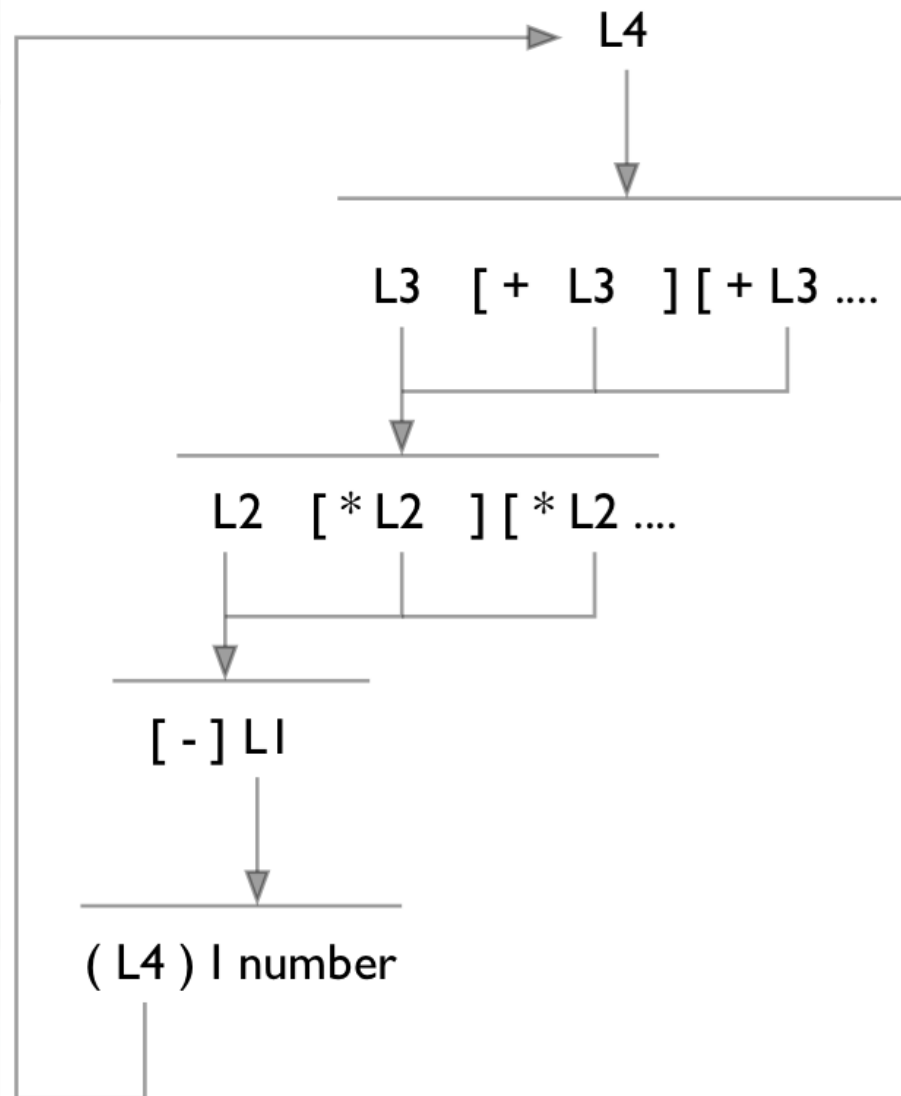 L4
L3 [ + L3 ] [ + L3 ....
L2 [ * L2 ] [ * L2 ....
[ - ] L1
( L4 ) I number